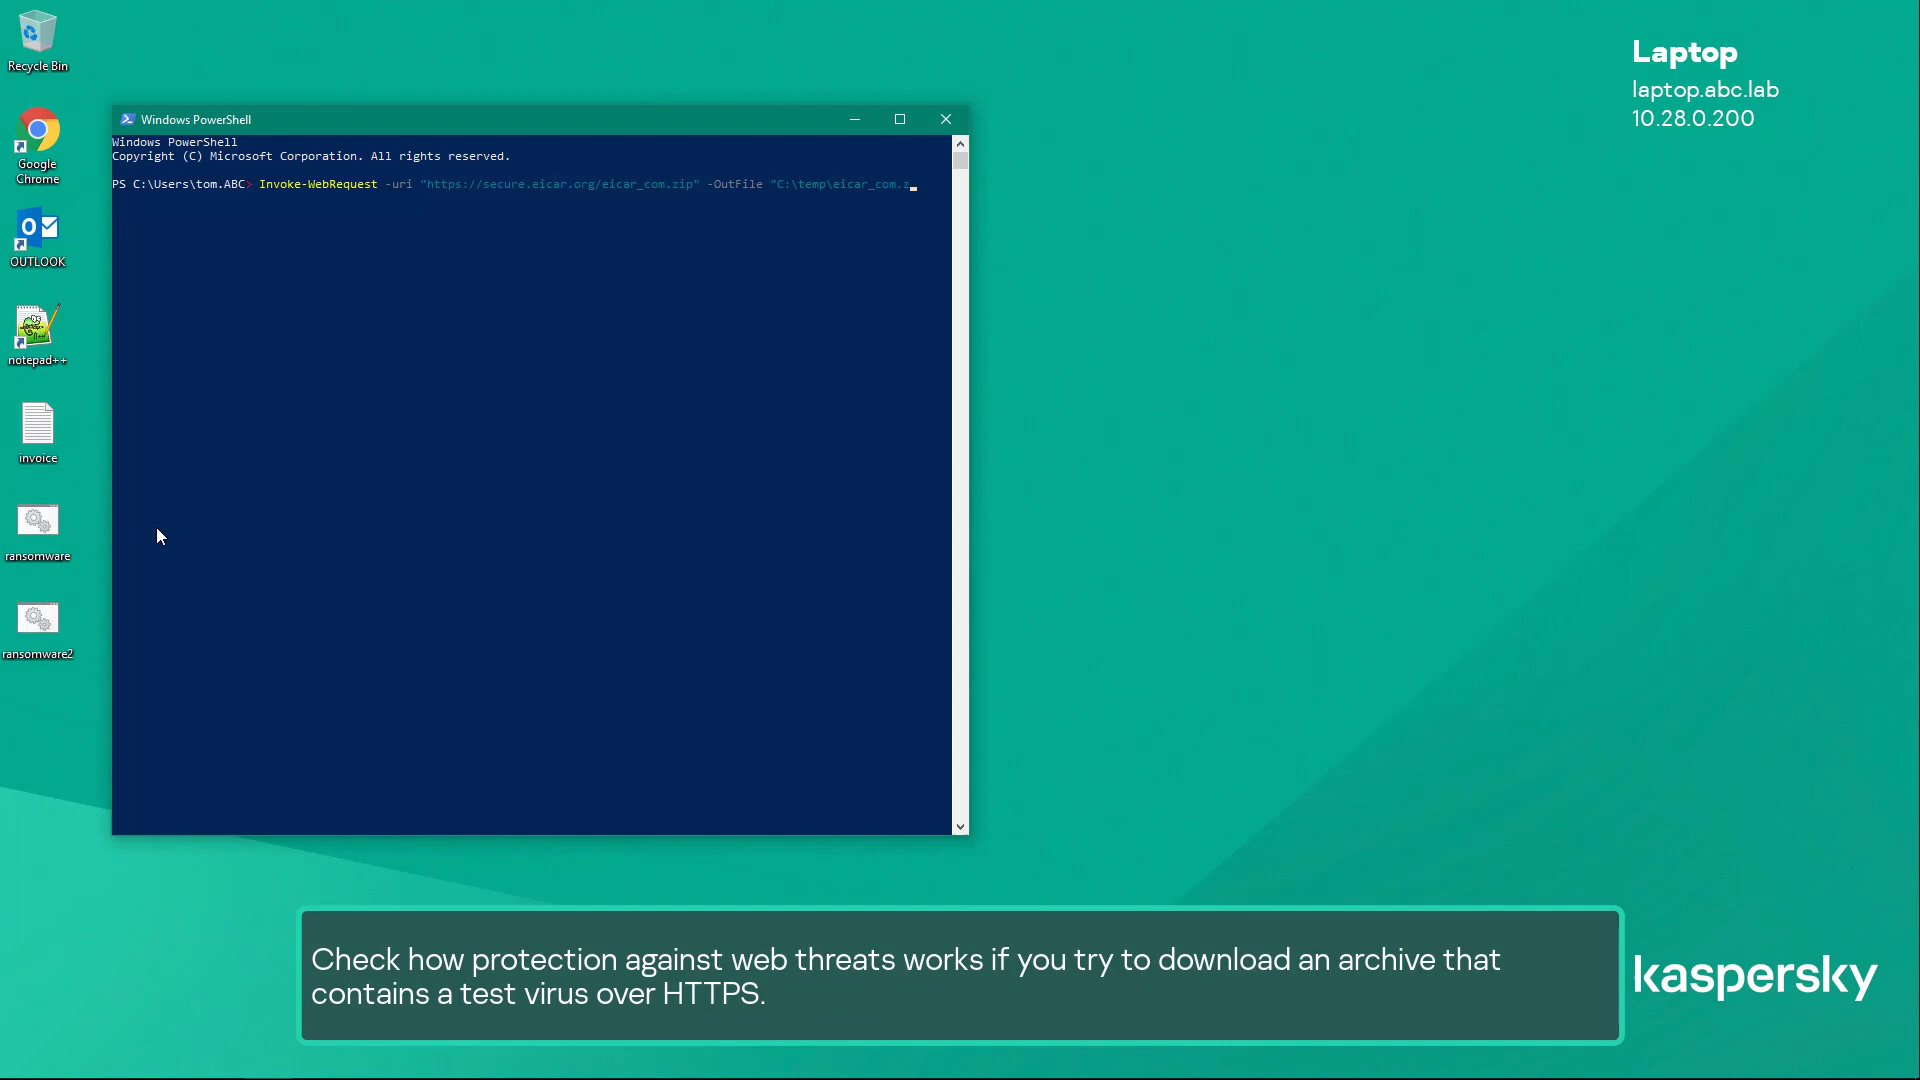 Recycle Bin
Google
Chrome
OUTLOOK
notepad++
invoice
ransomware
ransomware2
Windows PowerShell
Windows PowerShell
Copyright (C) Microsoft Corporation. All rights reserved.
PS C:\Users\tom.ABC> Invoke-WebRequest -uri "https://secure.eicar.org/eicar_com.zip" -OutFile "C:\temp\eicar_com.z
Laptop
laptop.abc.lab
10.28.0.200
Check how protection against web threats works if you try to download an archive that
contains a test virus over HTTPS.
kaspersky